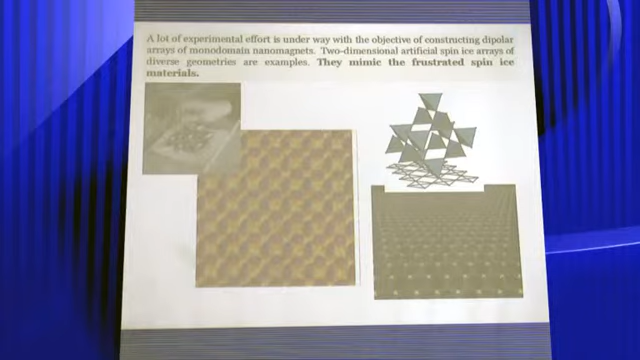 A lot of experimental effort is under way with the objective of constructing dipolar
arrays of monodomain nanomagnets. Two-dimensional artificial spin ice arrays of
diverse geometries are examples. They mimic the frustrated spin ice
materials.